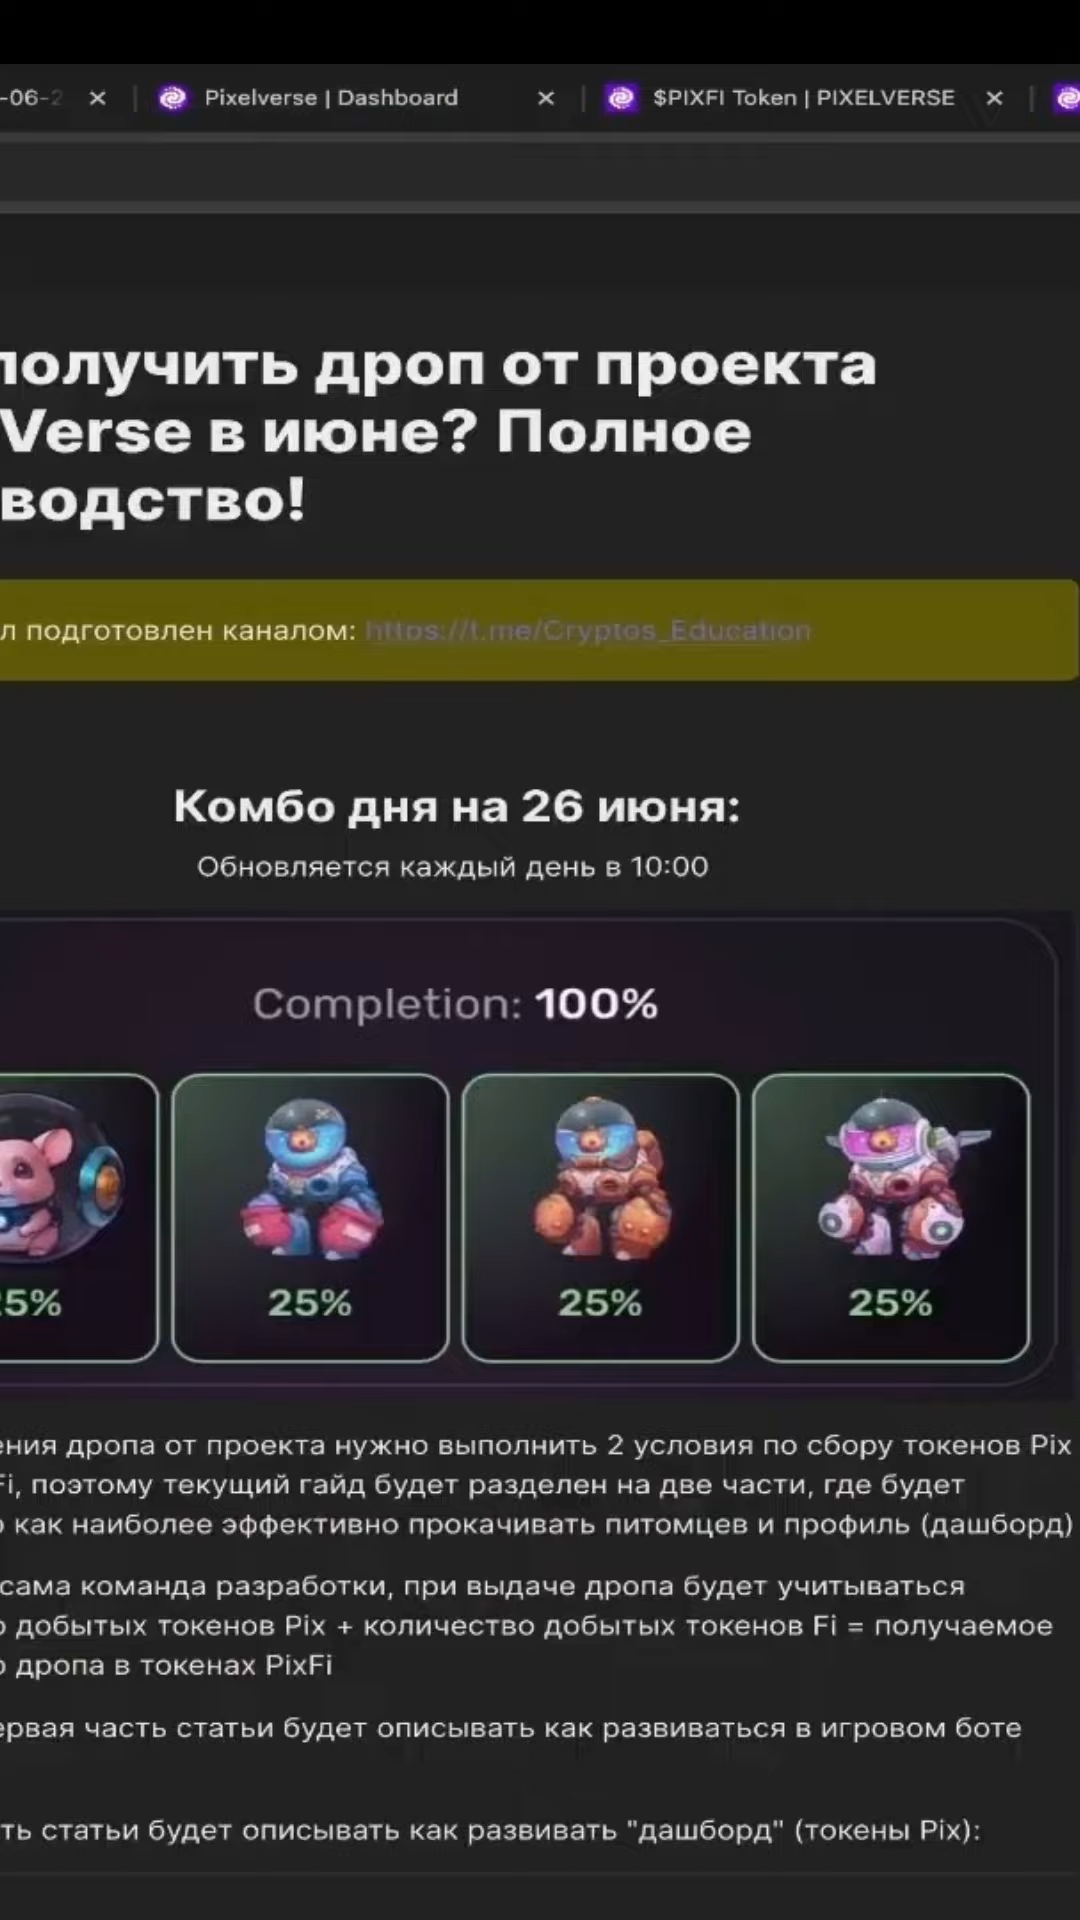 -06-2
Pixelverse | Dashboard
$PIXFI Token | PIXELVERSE
получить дроп от проекта
Verse в июне? Полное
водство!
л подготовлен каналом: https://t.me/Cryptos_Education
Комбо дня на 26 июня:
Обновляется каждый день в 10:00
Completion: 100%
25%
25%
25%
25%
ения дропа от проекта нужно выполнить 2 условия по сбору токенов Pix
Fi, поэтому текущий гайд будет разделен на две части, где будет
о как наиболее эффективно прокачивать питомцев и профиль (дашборд)
сама команда разработки, при выдаче дропа будет учитываться
о добытых токенов Pix + количество добытых токенов Fi = получаемое
о дропа в токенах PixFi
ервая часть статьи будет описывать как развиваться в игровом боте
ть статьи будет описывать как развивать "дашборд" (токены Pix):